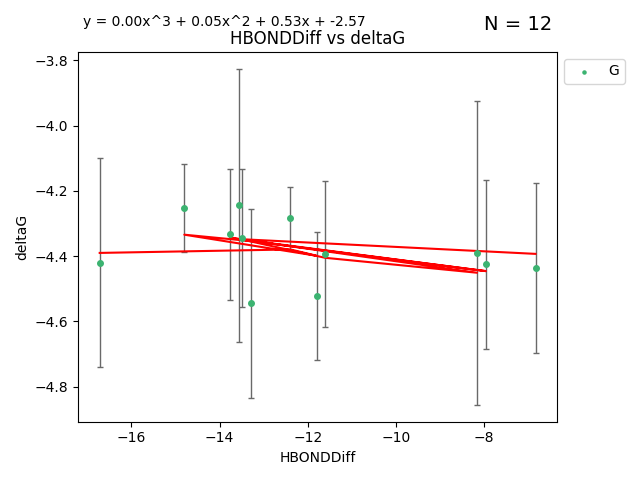 y = 0.00x^3 + 0.05x^2 + 0.53x + -2.57
N = 12
HBONDDiff vs deltaG
G
−3.8
−4.0
−4.2
−4.4
−4.6
−4.8
deltaG
−16
−14
−12
−10
−8
HBONDDiff